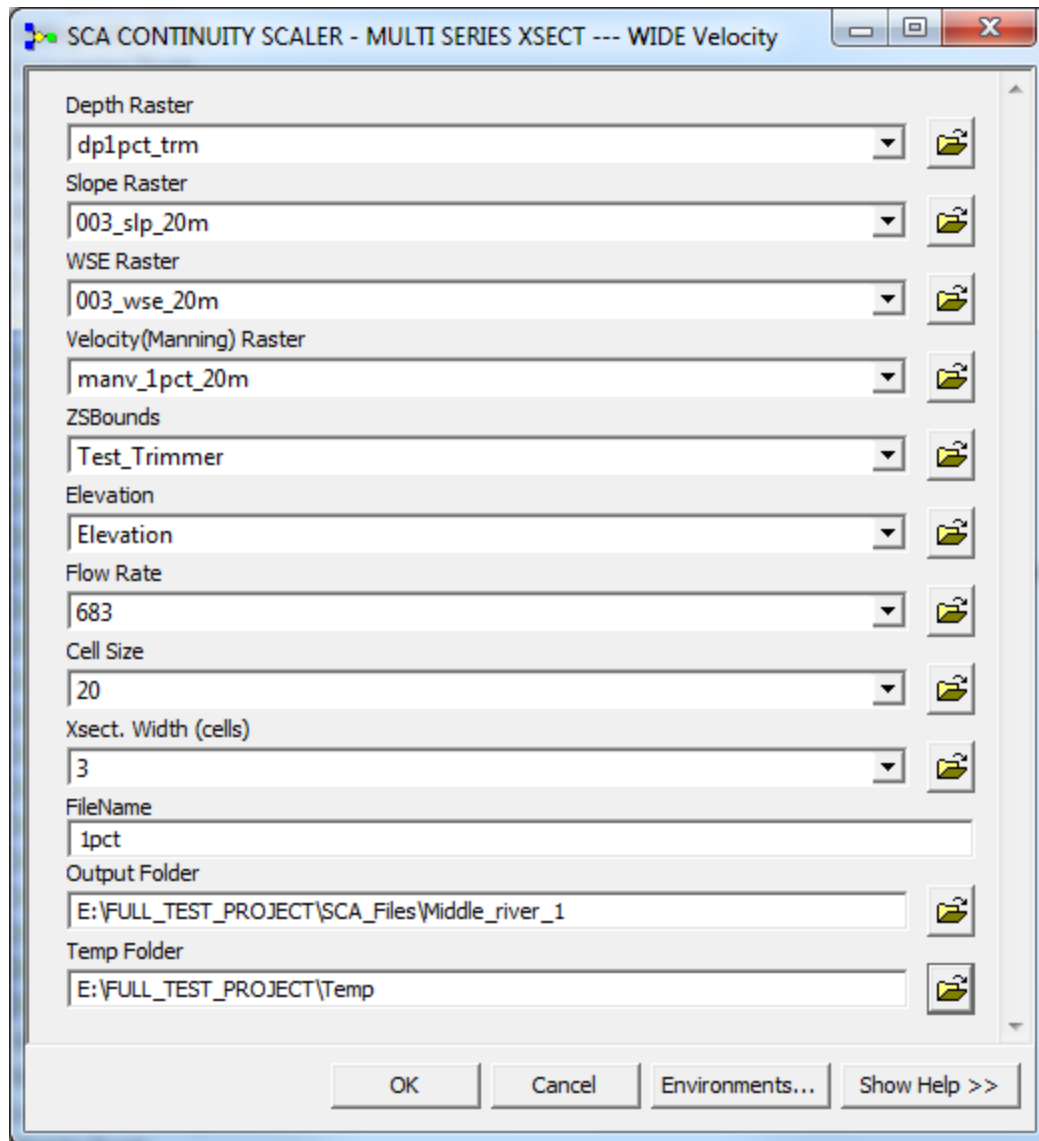 SCA CONTINUITY SCALER - MULTI SERIES XSECT --- WIDE Velocity
Depth Raster
dp1pct_trm
Slope Raster
003_slp_20m
WSE Raster
003_wse_20m
Velocity(Manning) Raster
manv_1pct_20m
ZSBounds
Test_Trimmer
Elevation
Elevation
Flow Rate
683
Cell Size
20
Xsect. Width (cells)
3
FileName
1pct
Output Folder
E:\FULL_TEST_PROJECT\SCA_Files\Middle_river_1
Temp Folder
E:\FULL_TEST_PROJECT\Temp
OK Cancel Environments... Show Help >>